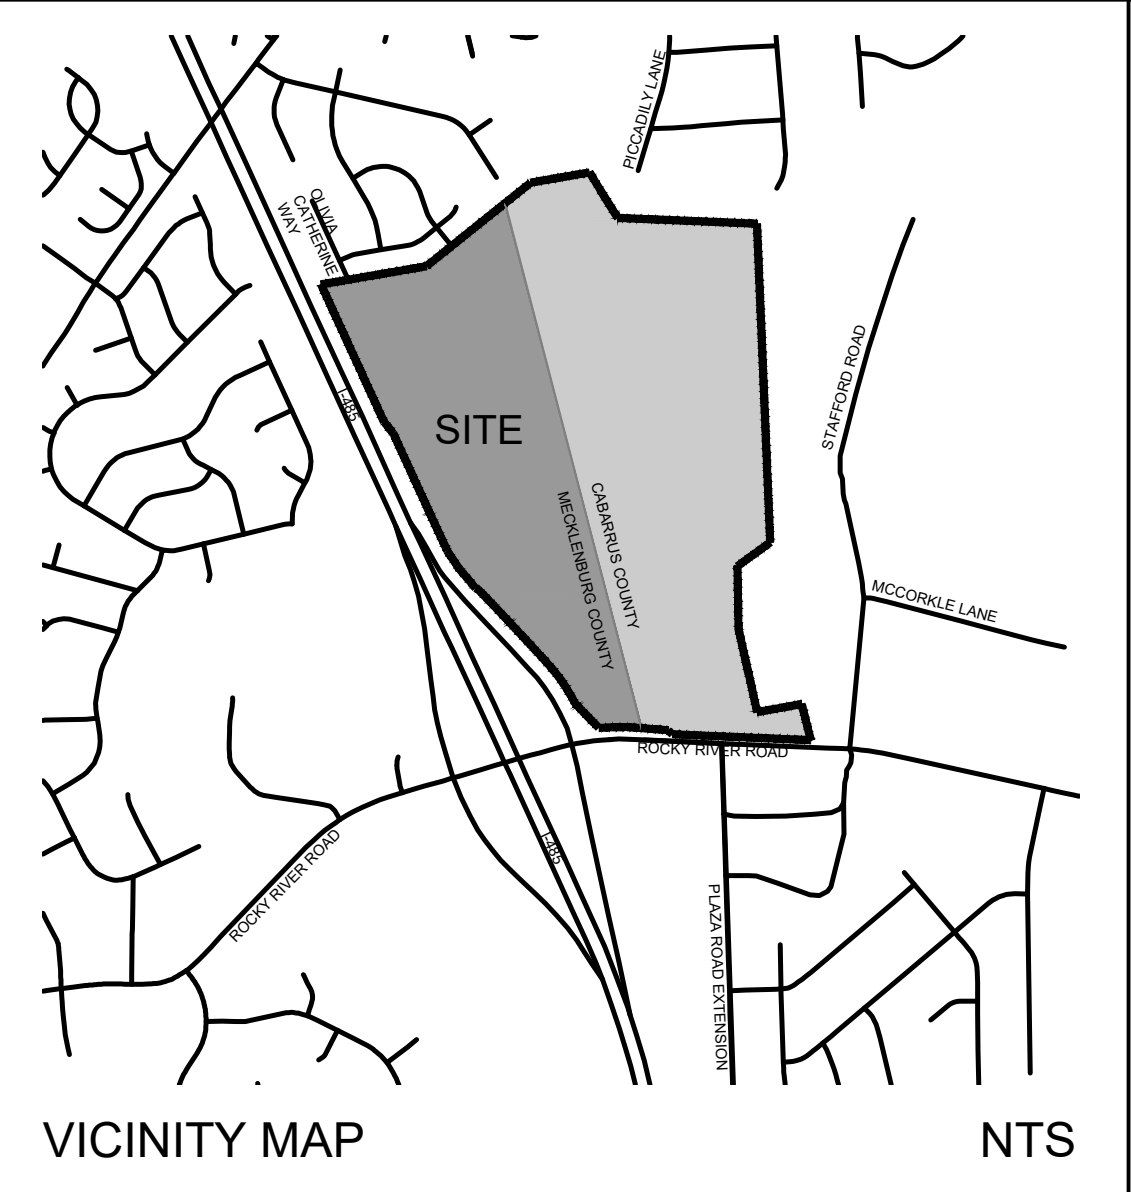 PICCADILY LANE
OLIVIA
CATHERINE
WAY
STAFFORD ROAD
I-485
SITE
CABARRUS COUNTY
MECKLENBURG COUNTY
MCCORKLE LANE
ROCKY RIVER ROAD
I-485
ROCKY RIVER ROAD
PLAZA ROAD EXTENSION
VICINITY MAP
NTS